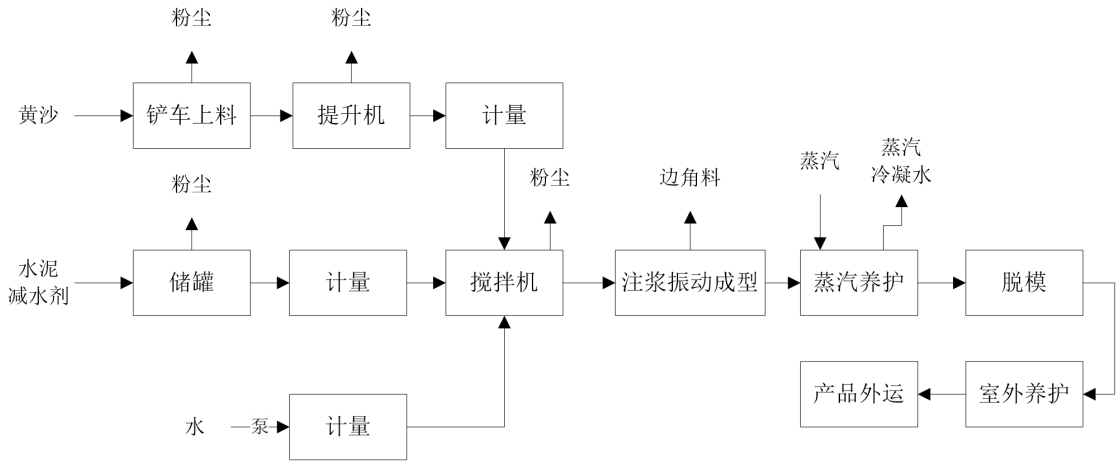 粉尘
粉尘
黄沙
铲车上料
提升机
计量
粉尘
粉尘
边角料
蒸汽
蒸汽
冷凝水
水泥
减水剂
储罐
计量
搅拌机
注浆振动成型
蒸汽养护
脱模
产品外运
室外养护
水
泵
计量